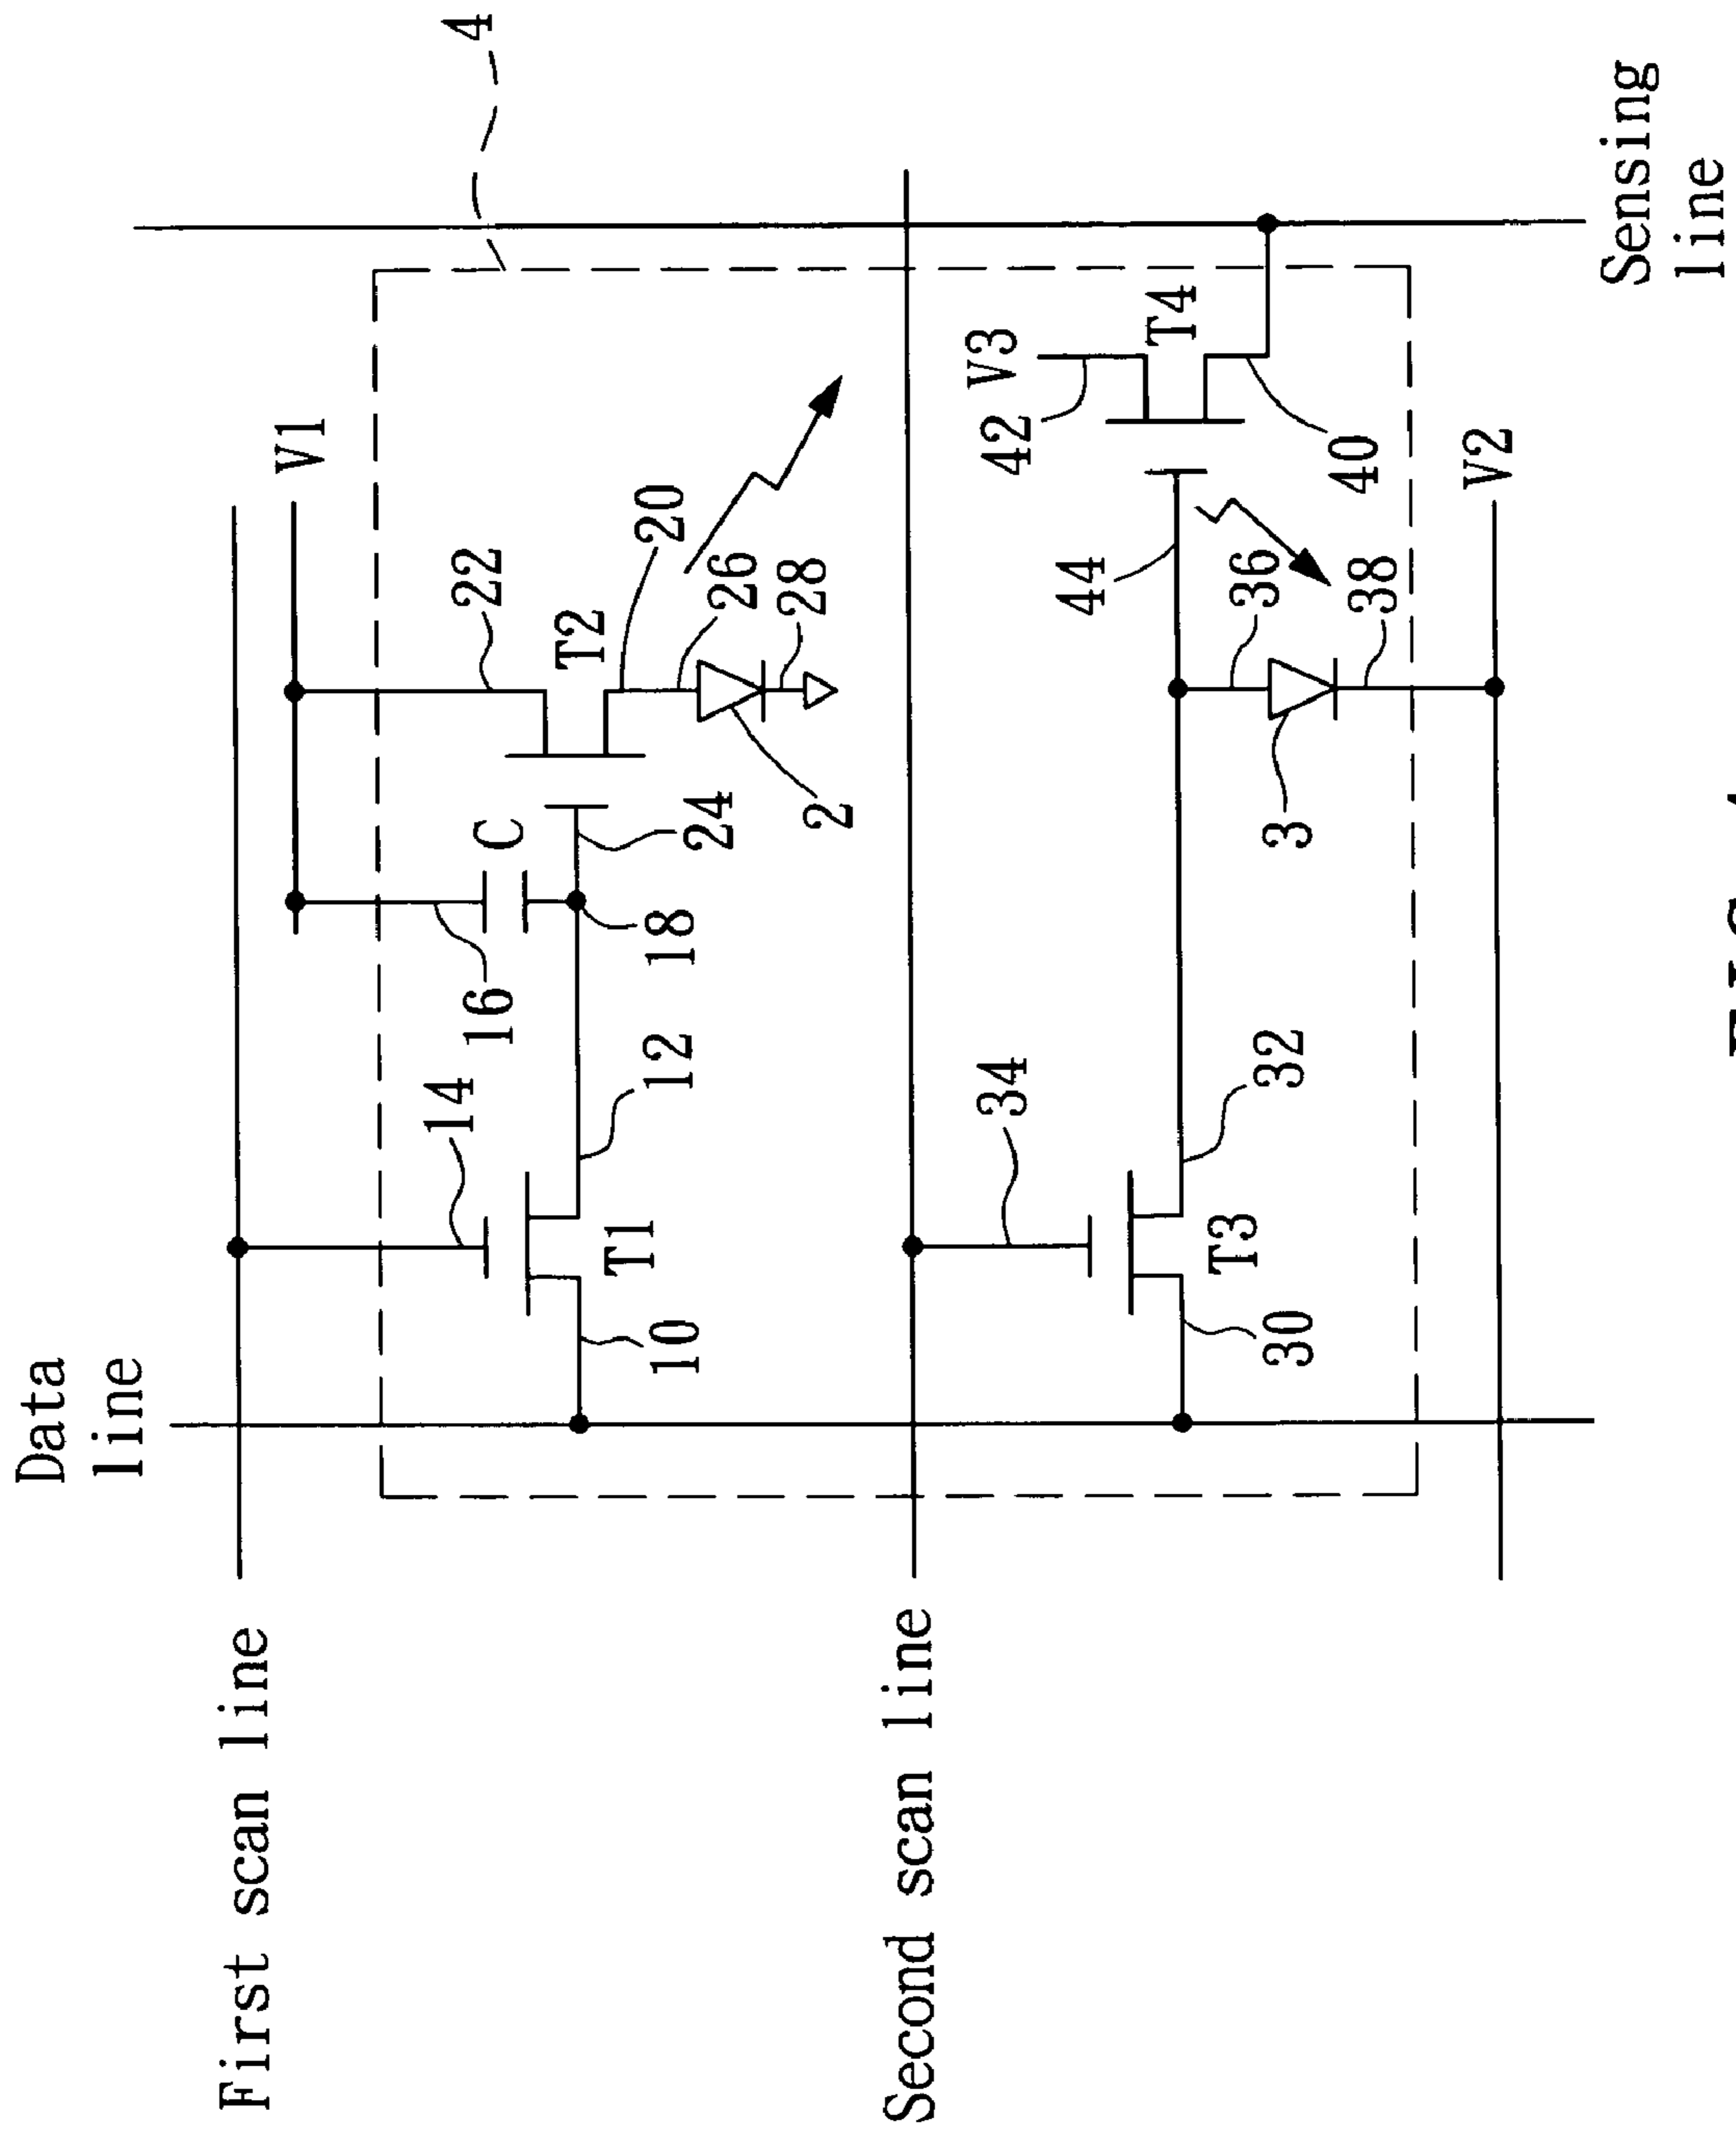 Data
line
First scan line
V1
4
14
16
C
22
T2
10
T1
12
18
24
20
26
28
2
Second scan line
34
V3
42
T4
44
30
T3
32
3
36
38
40
V2
Sensing
line